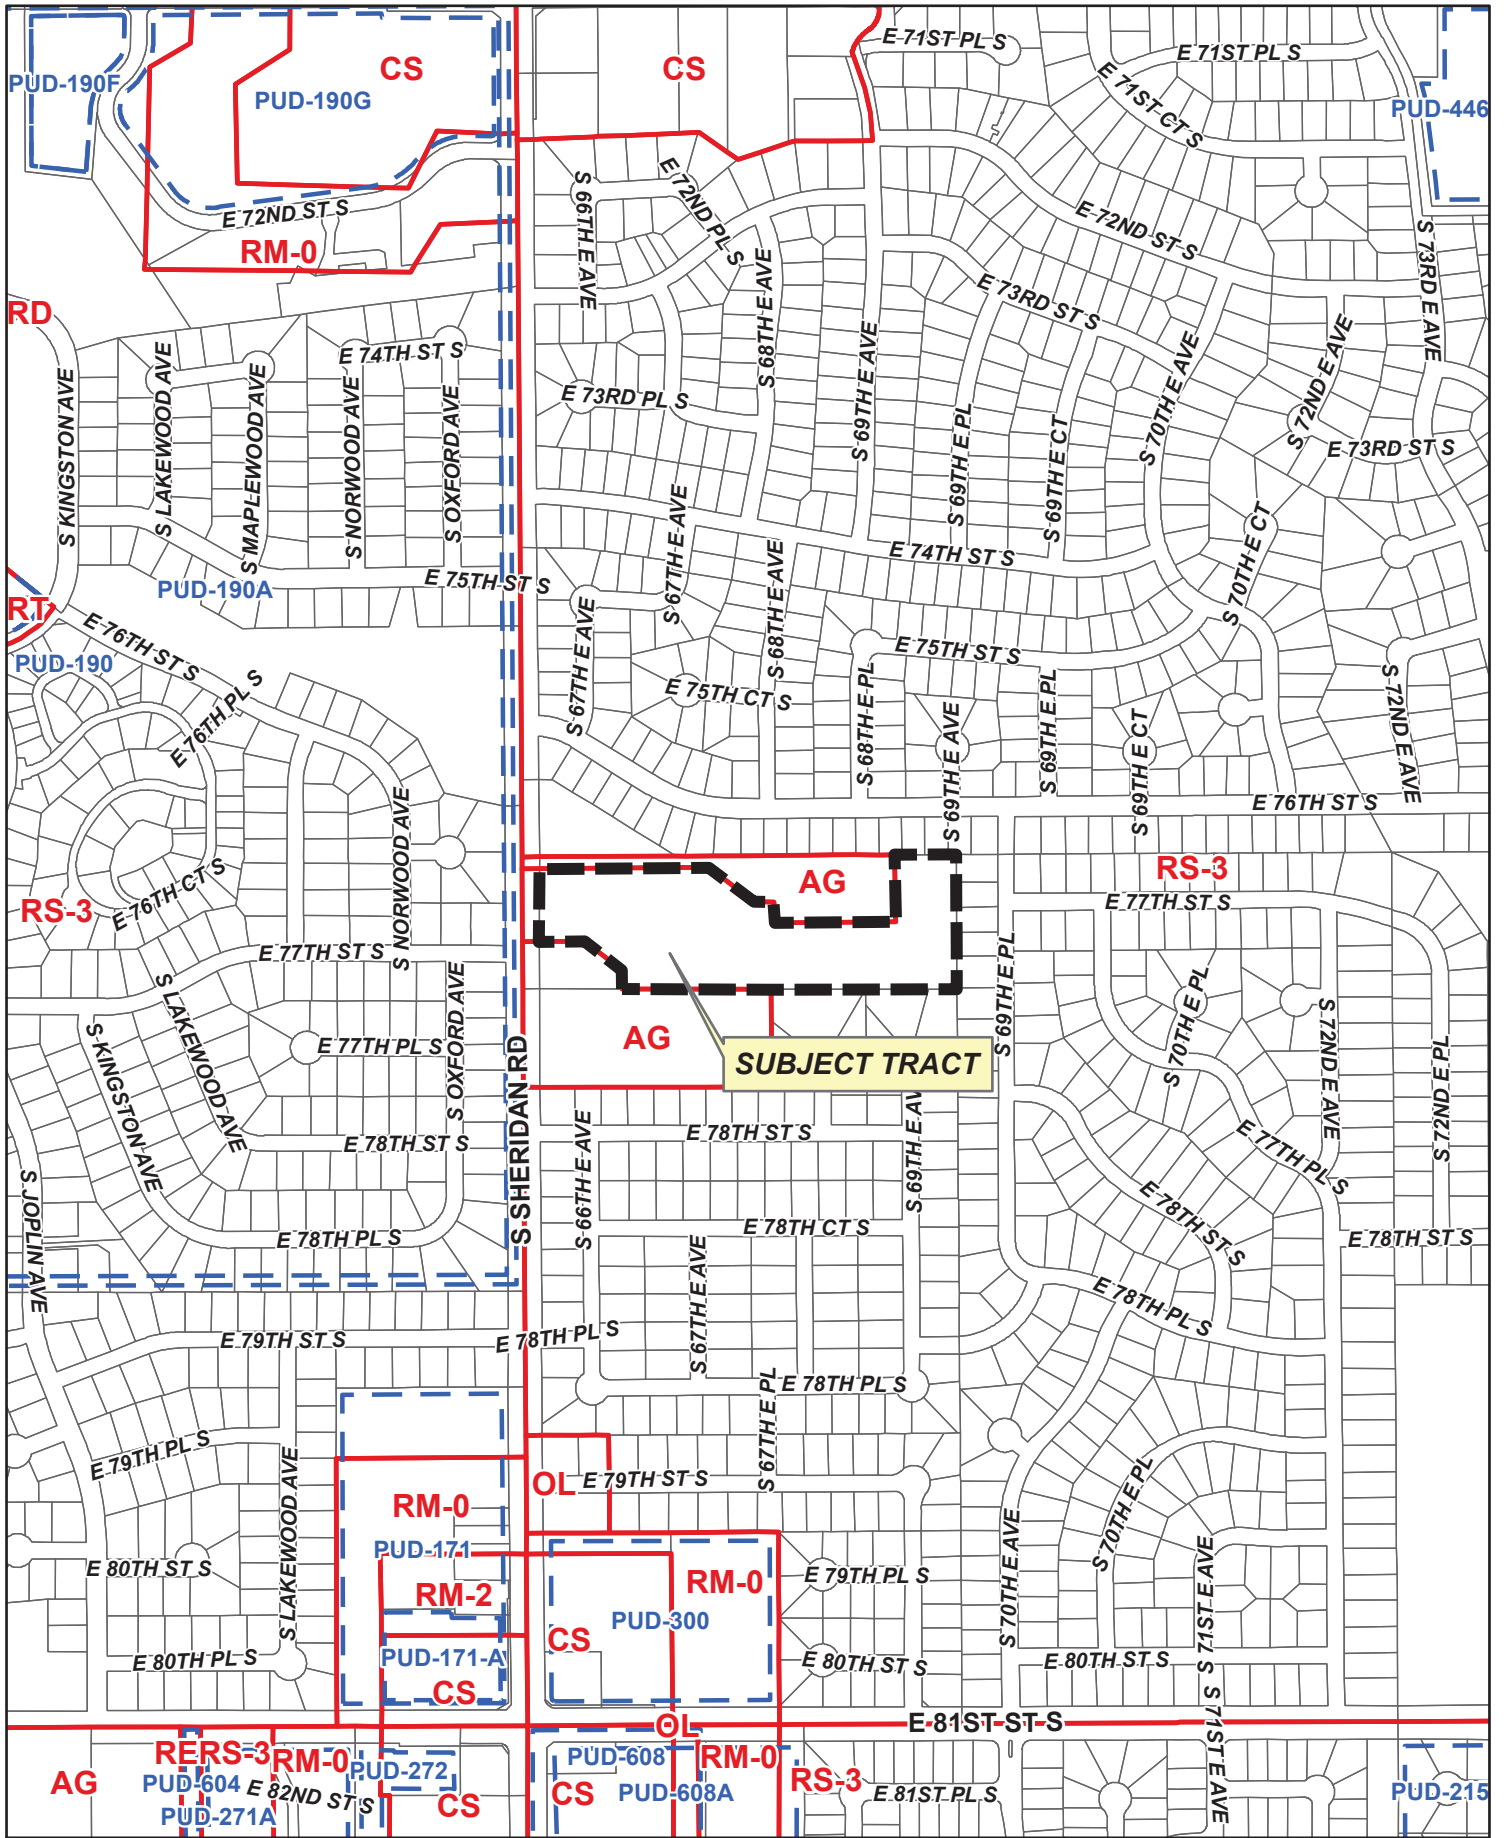 E 71ST PL S
E 71ST PL S
CS
CS
PUD-190F
PUD-190G
E 71ST CT S
PUD-446
E 72ND PL S
S 66TH E AVE
E 72ND ST S
E 72ND ST S
RM-0
S 68TH E AVE
S 73RD E AVE
E 73RD ST S
RD
E 74TH ST S
S KINGSTON AVE
S LAKEWOOD AVE
S MAPLEWOOD AVE
S NORWOOD AVE
S OXFORD AVE
E 73RD PL S
S 69TH E AVE
S 69TH E PL
S 69TH E CT
S 70TH E AVE
S 72ND E AVE
E 73RD ST S
S 67TH E AVE
S 68TH E AVE
E 74TH ST S
S 70TH E CT
PUD-190A
E 75TH ST S
RT
E 76TH ST S
S 67TH E AVE
E 75TH ST S
PUD-190
E 76TH PL S
E 75TH CT S
S 68TH E PL
S 69TH E AVE
S 69TH E PL
S 69TH E CT
S 72ND E AVE
E 76TH ST S
S NORWOOD AVE
AG
RS-3
RS-3
E 76TH CT S
E 77TH ST S
E 77TH ST S
S LAKEWOOD AVE
S OXFORD AVE
S 69TH E PL
S 70TH E PL
S 72ND E AVE
S 72ND E PL
S KINGSTON AVE
E 77TH PL S
AG
SUBJECT TRACT
S SHERIDAN RD
E 78TH ST S
S 66TH E AVE
E 78TH ST S
S 69TH E AV
E 77TH PL S
S JOPLIN AVE
E 78TH PL S
E 78TH CT S
E 78TH ST S
E 78TH ST S
S 67TH E AVE
E 78TH PL S
E 79TH ST S
E 78TH PL S
E 78TH PL S
S 67TH E PL
E 79TH PL S
S LAKEWOOD AVE
OL
E 79TH ST S
S 70TH E PL
RM-0
PUD-171
S 70TH E AVE
S 71ST E AVE
E 80TH ST S
RM-2
E 79TH PL S
RM-0
PUD-300
CS
PUD-171-A
E 80TH PL S
CS
E 80TH ST S
E 80TH ST S
OL
E 81ST ST S
S 71ST E AVE
RE
RS-3
RM-0
PUD-608
RM-0
AG
PUD-604
PUD-272
RS-3
E 82ND ST S
CS
CS
PUD-608A
E 81ST PL S
PUD-215
PUD-271A